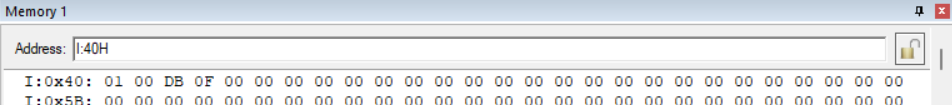 Memory 1
Address: I:40H
I:0x40: 01 00 DB 0F 00 00 00 00 00 00 00 00 00 00 00 00 00 00 00 00 00 00 00 00 00 00 00
I:0x5B: 00 00 00 00 00 00 00 00 00 00 00 00 00 00 00 00 00 00 00 00 00 00 00 00 00 00 00